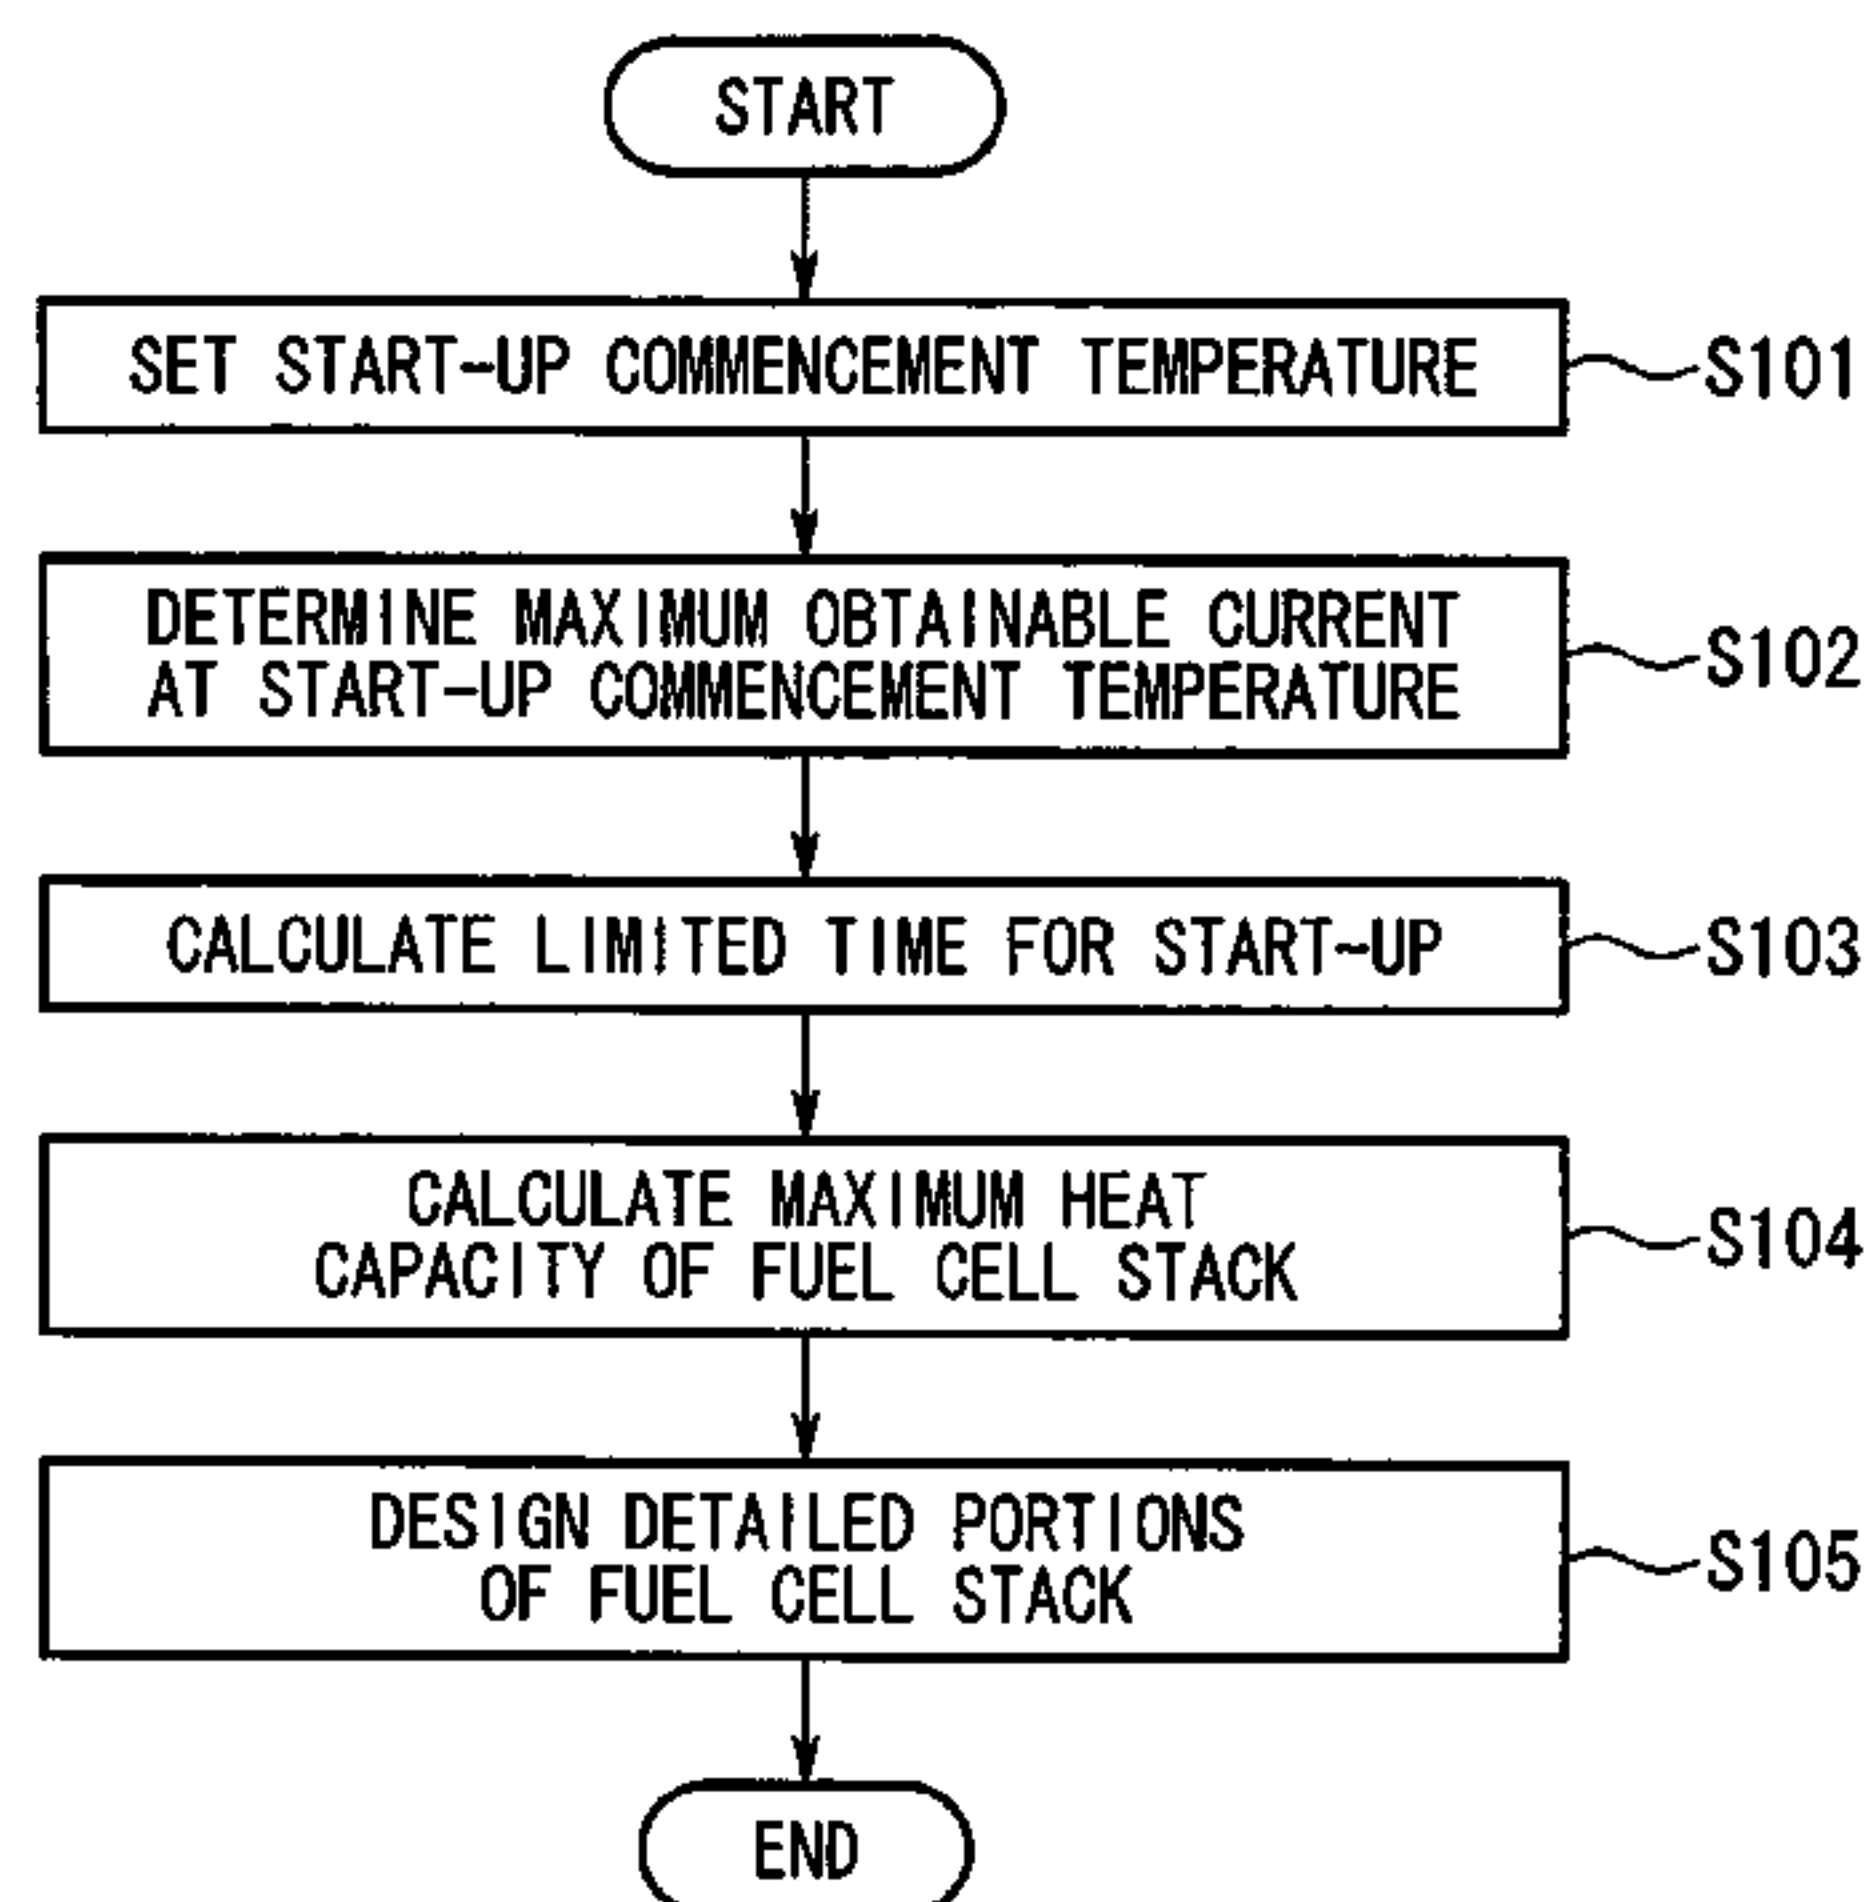 START
SET START-UP COMMENCEMENT TEMPERATURE
S101
DETERMINE MAXIMUM OBTAINABLE CURRENT
AT START-UP COMMENCEMENT TEMPERATURE
S102
CALCULATE LIMITED TIME FOR START-UP
S103
CALCULATE MAXIMUM HEAT
CAPACITY OF FUEL CELL STACK
S104
DESIGN DETAILED PORTIONS
OF FUEL CELL STACK
S105
END